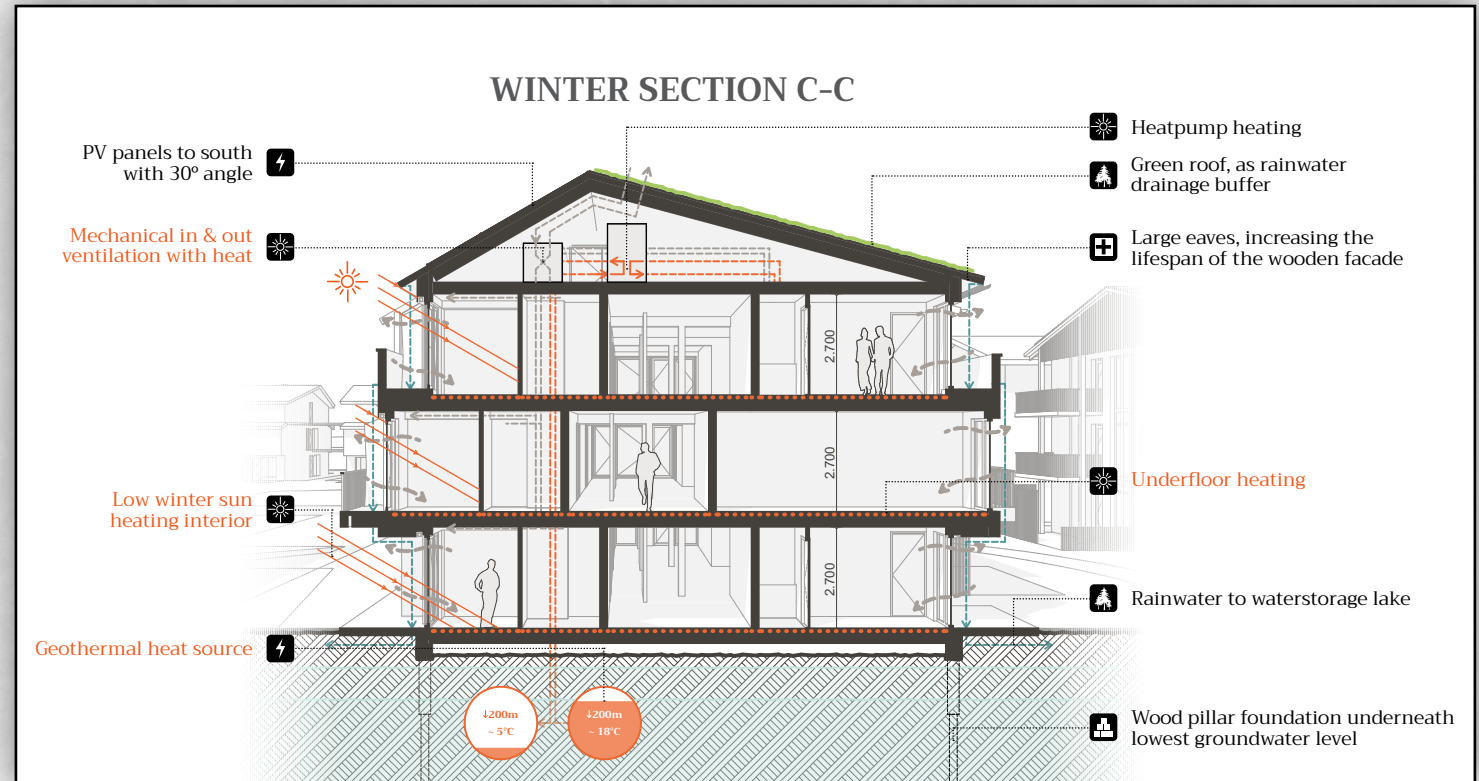 WINTER SECTION C-C
PV panels to south
with 30° angle
Mechanical in & out
ventilation with heat
Low winter sun
heating interior
Geothermal heat source
Heatpump heating
Green roof, as rainwater
drainage buffer
Large eaves, increasing the
lifespan of the wooden facade
Underfloor heating
Rainwater to waterstorage lake
Wood pillar foundation underneath
lowest groundwater level
2.700
2.700
2.700
↓200m
~ 5°C
↓200m
~ 18°C